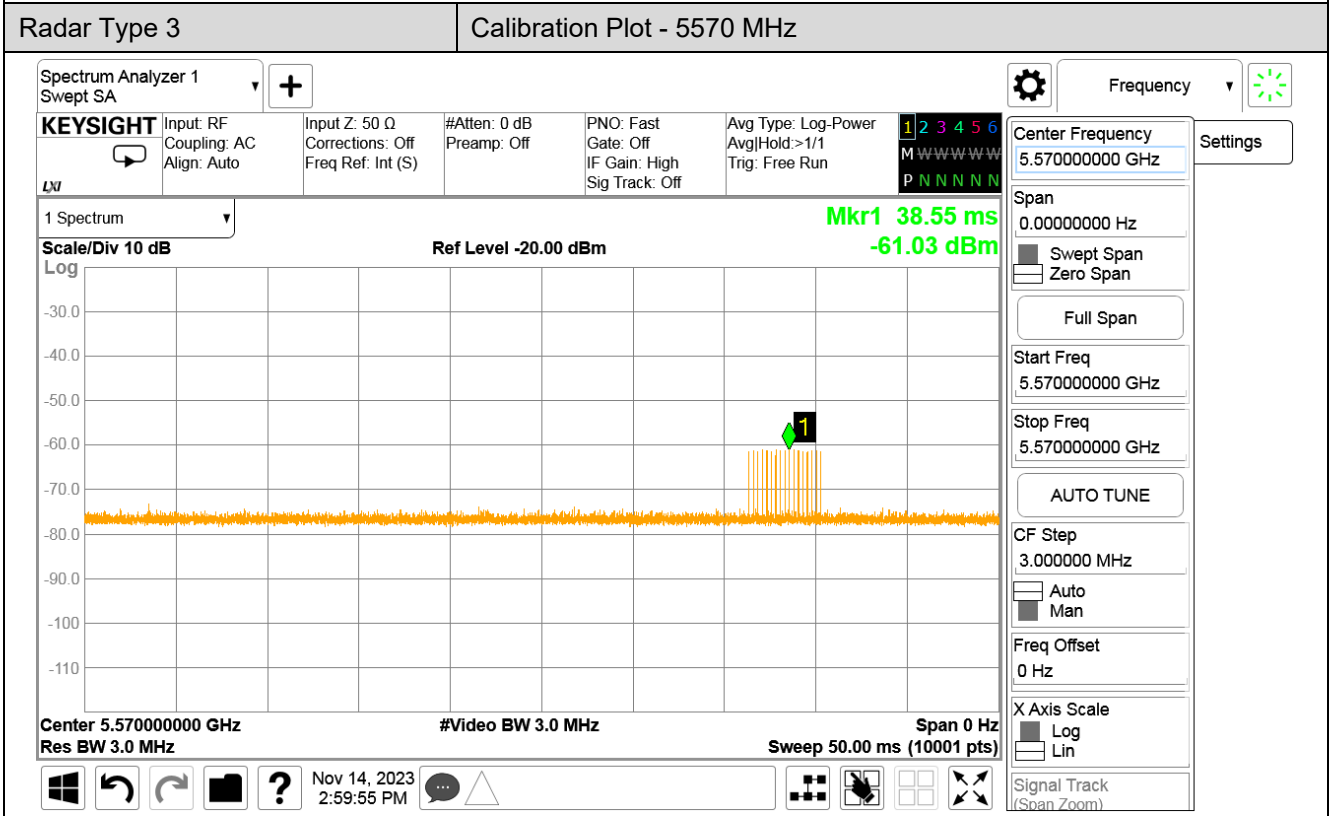 Radar Type 3 Calibration Plot - 5570 MHz
Spectrum Analyzer 1
Swept SA
+
Frequency
KEYSIGHT
LXI
Input: RF
Coupling: AC
Align: Auto
Input Z: 50 Ω
Corrections: Off
Freq Ref: Int (S)
#Atten: 0 dB
Preamp: Off
PNO: Fast
Gate: Off
IF Gain: High
Sig Track: Off
Avg Type: Log-Power
Avg|Hold:>1/1
Trig: Free Run
1 2 3 4 5 6
M W W W W W
P N N N N N
1 Spectrum
Mkr1 38.55 ms
-61.03 dBm
Scale/Div 10 dB
Ref Level -20.00 dBm
Log
-30.0
-40.0
-50.0
-60.0
-70.0
-80.0
-90.0
-100
-110
1
Center 5.570000000 GHz
#Video BW 3.0 MHz
Span 0 Hz
Res BW 3.0 MHz
Sweep 50.00 ms (10001 pts)
Center Frequency
5.570000000 GHz
Settings
Span
0.00000000 Hz
Swept Span
Zero Span
Full Span
Start Freq
5.570000000 GHz
Stop Freq
5.570000000 GHz
AUTO TUNE
CF Step
3.000000 MHz
Auto
Man
Freq Offset
0 Hz
X Axis Scale
Log
Lin
Signal Track
(Span Zoom)
?
Nov 14, 2023
2:59:55 PM